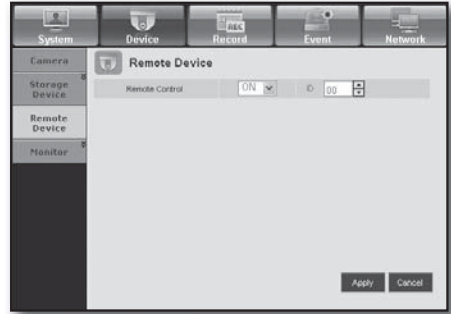 System Device Record Event Network
REC
Camera
Storage Device
Remote Device
Monitor
Remote Device
Remote Control ON ID 00
Apply Cancel